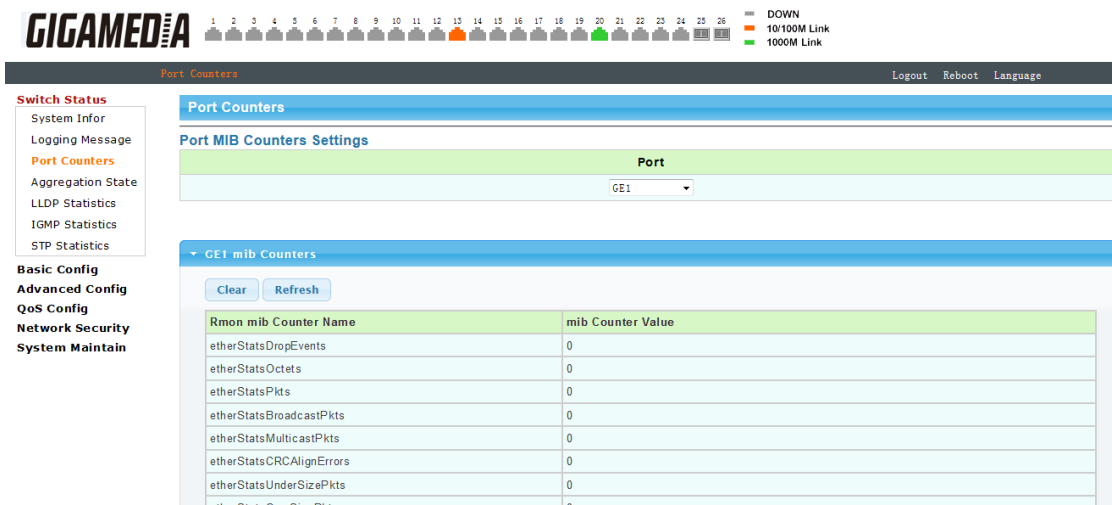 GIGAMEDIA
1 2 3 4 5 6 7 8 9 10 11 12 13 14 15 16 17 18 19 20 21 22 23 24 25 26
DOWN
10/100M Link
1000M Link
Port Counters
Logout Reboot Language
Switch Status
System Infor
Logging Message
Port Counters
Aggregation State
LLDP Statistics
IGMP Statistics
STP Statistics
Basic Config
Advanced Config
QoS Config
Network Security
System Maintain
Port Counters
Port MIB Counters Settings
Port
GE1
GE1 mib Counters
Clear Refresh
Rmon mib Counter Name mib Counter Value
etherStatsDropEvents 0
etherStatsOctets 0
etherStatsPkts 0
etherStatsBroadcastPkts 0
etherStatsMulticastPkts 0
etherStatsCRCAlignErrors 0
etherStatsUnderSizePkts 0